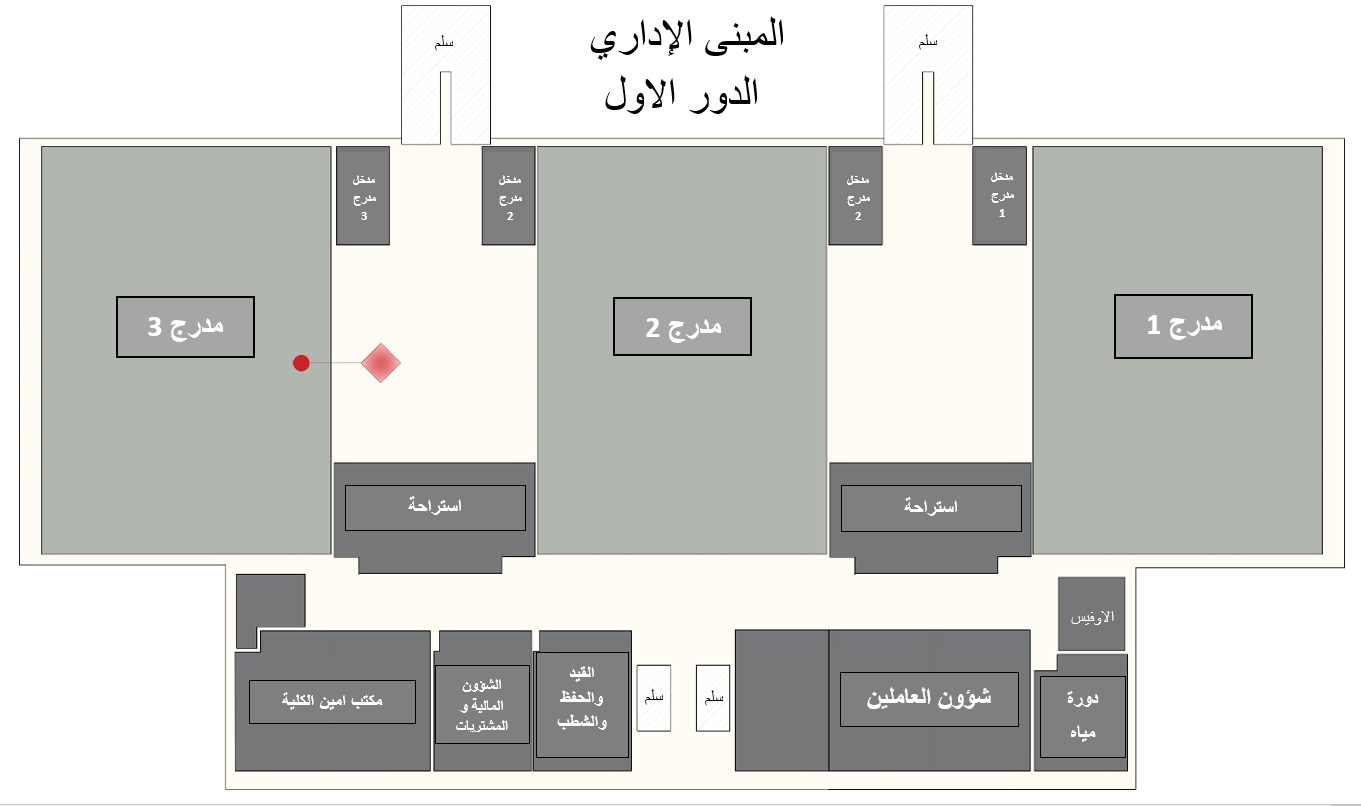 المبنى الإداري
الدور الاول
سلم
سلم
مدخل
مدرج
1
مدخل
مدرج
2
مدخل
مدرج
2
مدخل
مدرج
3
مدرج 1
مدرج 2
مدرج 3
استراحة
استراحة
الاوفيس
دورة
مياه
شؤون العاملين
سلم
سلم
القيد
والحفظ
والشطب
الشؤون
المالية و
المشتريات
مكتب امين الكلية